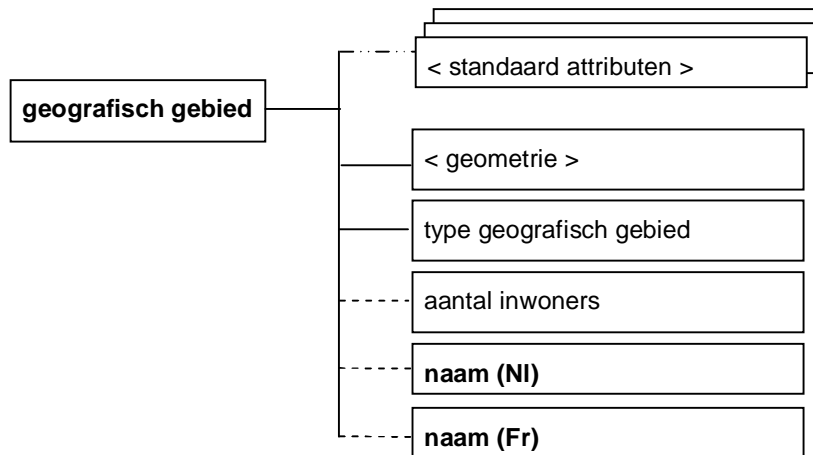 < standaard attributen >
geografisch gebied
< geometrie >
type geografisch gebied
aantal inwoners
naam (Nl)
naam (Fr)